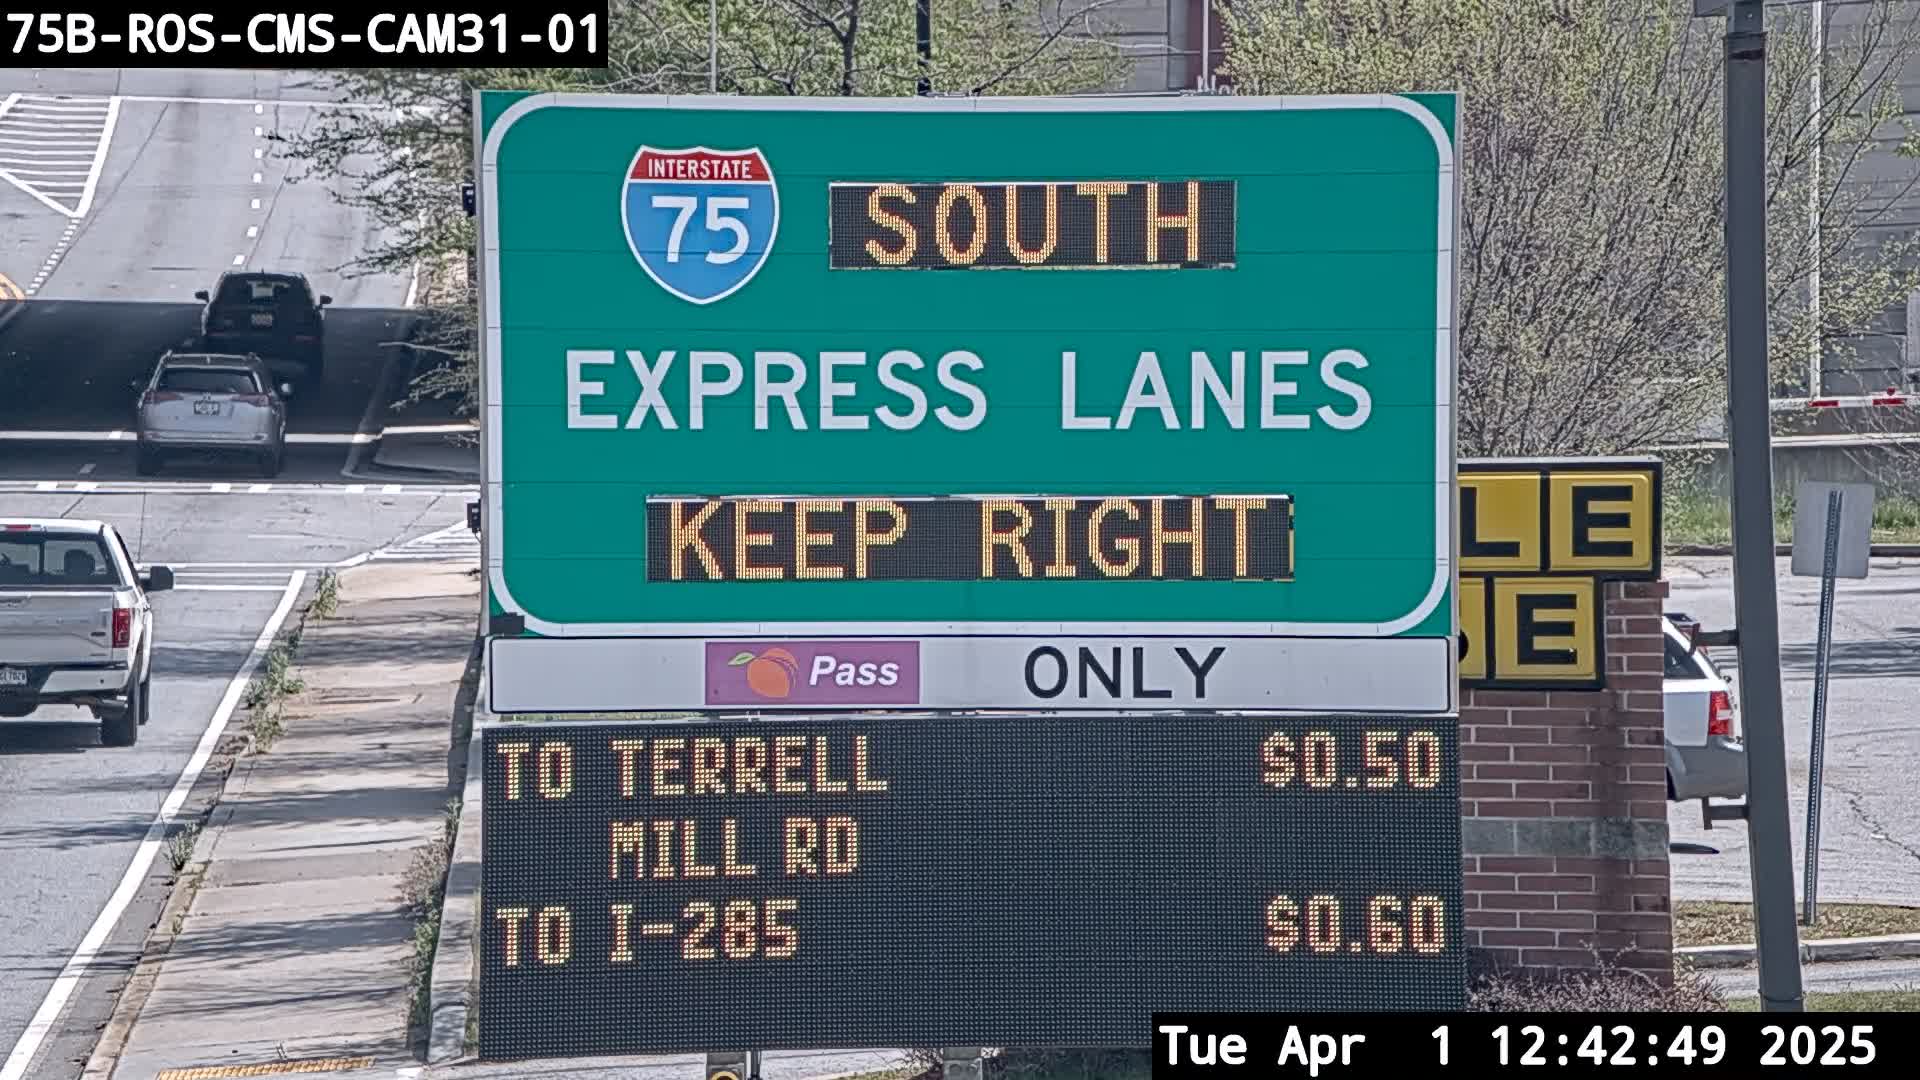 75B-ROS-CMS-CAM31-01
INTERSTATE
75
SOUTH
EXPRESS LANES
KEEP RIGHT
Pass ONLY
TO TERRELL $0.50
MILL RD
TO I-285 $0.60
LE
E
Tue Apr 1 12:42:49 2025